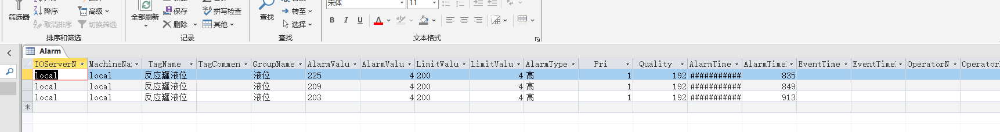 宋体 11
筛选器 降序 高级 全部刷新 保存 拼写检查 查找 转至 B I U A
取消排序 切换筛选 删除 其他 选择
排序和筛选 记录 查找 文本格式
Alarm
IOServerN MachineNa TagName TagCommen GroupName AlarmValu AlarmValu LimitValu LimitValu AlarmType Pri Quality AlarmTime AlarmTime EventTime EventTime OperatorN Operator
local local 反应罐液位 液位 225 4 200 4 高 1 192 ########### 835
local local 反应罐液位 液位 209 4 200 4 高 1 192 ########### 849
local local 反应罐液位 液位 203 4 200 4 高 1 192 ########### 913